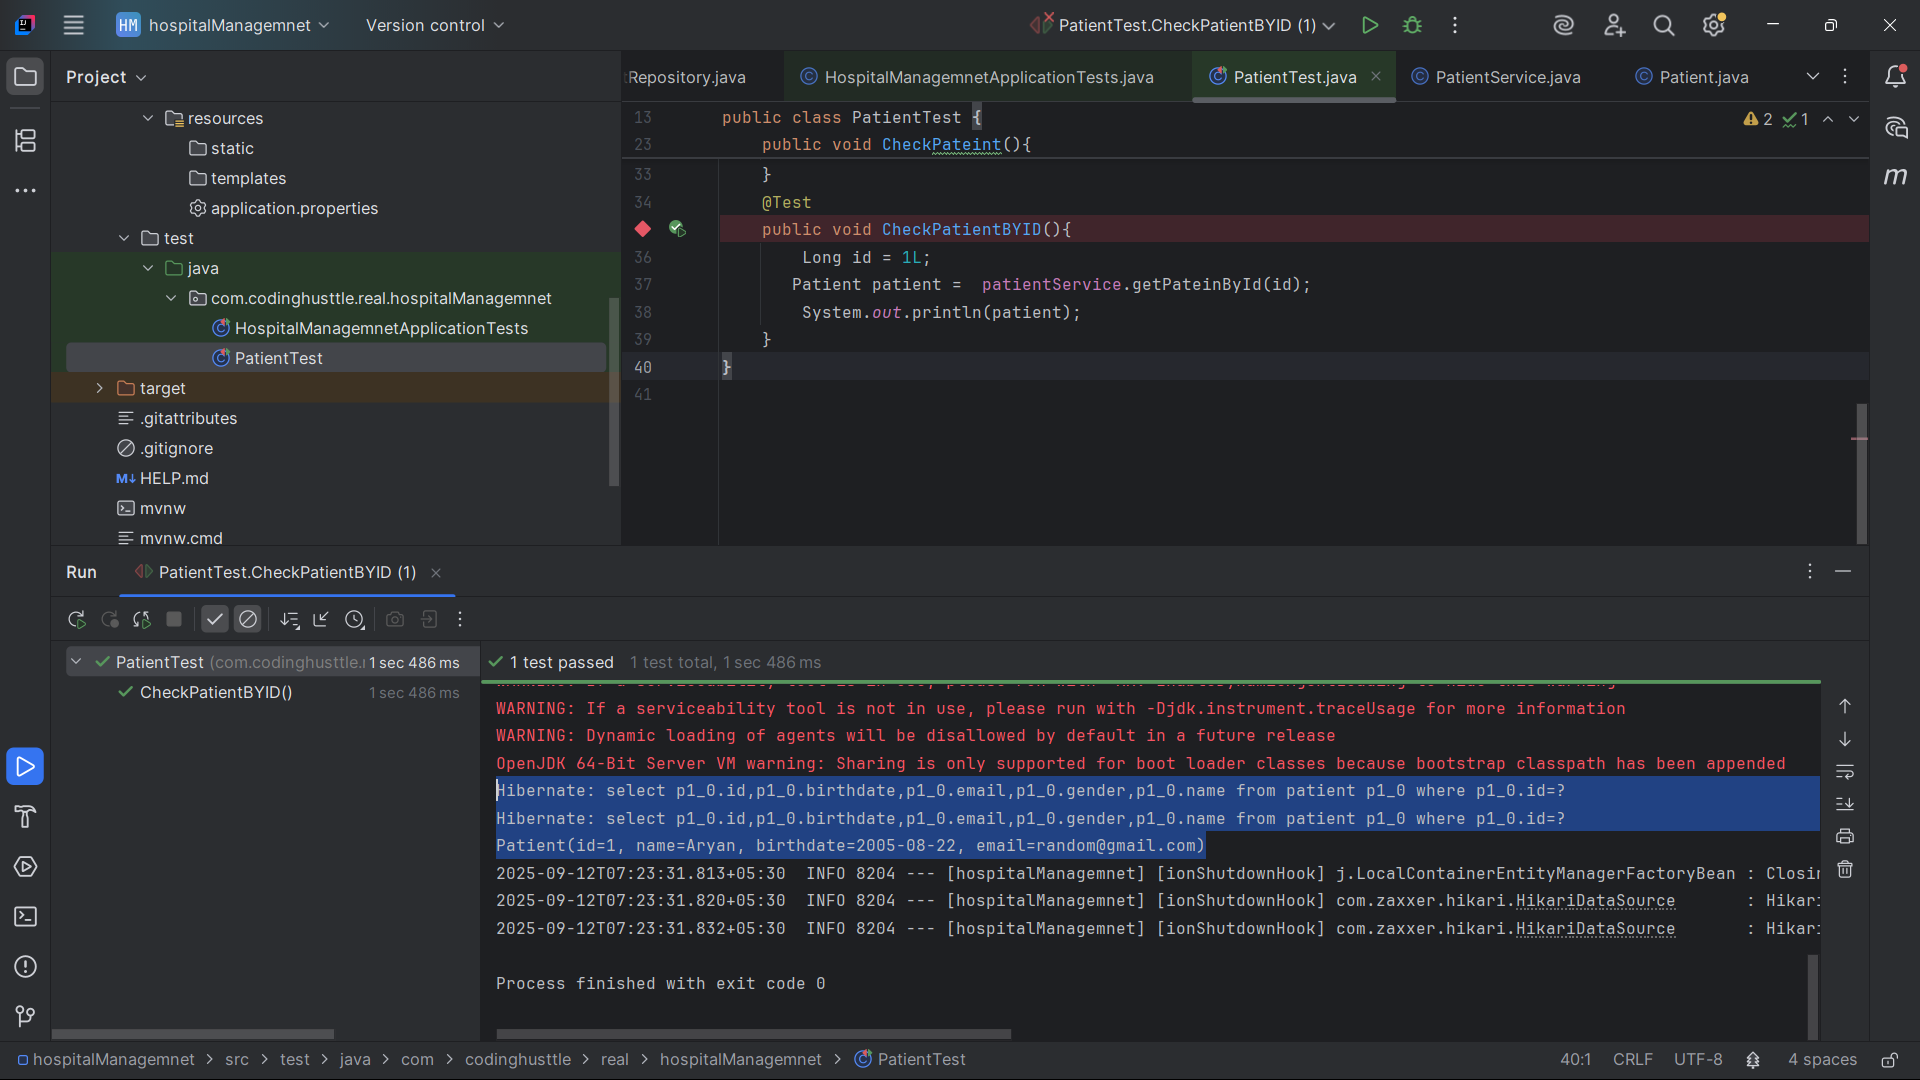 HM hospitalManagemnet Version control PatientTest.CheckPatientBYID (1)
Project
Repository.java HospitalManagemnetApplicationTests.java PatientTest.java PatientService.java Patient.java
resources
static
templates
application.properties
test
java
com.codinghusttle.real.hospitalManagemnet
HospitalManagemnetApplicationTests
PatientTest
target
.gitattributes
.gitignore
M↓ HELP.md
mvnw
mvnw.cmd
13 public class PatientTest {
2 1
23 public void CheckPateint(){
33 }
34 @Test
public void CheckPatientBYID(){
36 Long id = 1L;
37 Patient patient = patientService.getPateinById(id);
38 System.out.println(patient);
39 }
40 }
41
Run PatientTest.CheckPatientBYID (1)
PatientTest (com.codinghusttle. 1 sec 486 ms
CheckPatientBYID() 1 sec 486 ms
1 test passed 1 test total, 1 sec 486 ms
WARNING: If a serviceability tool is not in use, please run with -Djdk.instrument.traceUsage for more information
WARNING: Dynamic loading of agents will be disallowed by default in a future release
OpenJDK 64-Bit Server VM warning: Sharing is only supported for boot loader classes because bootstrap classpath has been appended
Hibernate: select p1_0.id,p1_0.birthdate,p1_0.email,p1_0.gender,p1_0.name from patient p1_0 where p1_0.id=?
Hibernate: select p1_0.id,p1_0.birthdate,p1_0.email,p1_0.gender,p1_0.name from patient p1_0 where p1_0.id=?
Patient(id=1, name=Aryan, birthdate=2005-08-22, email=random@gmail.com)
2025-09-12T07:23:31.813+05:30 INFO 8204 --- [hospitalManagemnet] [ionShutdownHook] j.LocalContainerEntityManagerFactoryBean : Closin
2025-09-12T07:23:31.820+05:30 INFO 8204 --- [hospitalManagemnet] [ionShutdownHook] com.zaxxer.hikari.HikariDataSource : Hikari
2025-09-12T07:23:31.832+05:30 INFO 8204 --- [hospitalManagemnet] [ionShutdownHook] com.zaxxer.hikari.HikariDataSource : Hikari
Process finished with exit code 0
hospitalManagemnet > src > test > java > com > codinghusttle > real > hospitalManagemnet > PatientTest 40:1 CRLF UTF-8 4 spaces